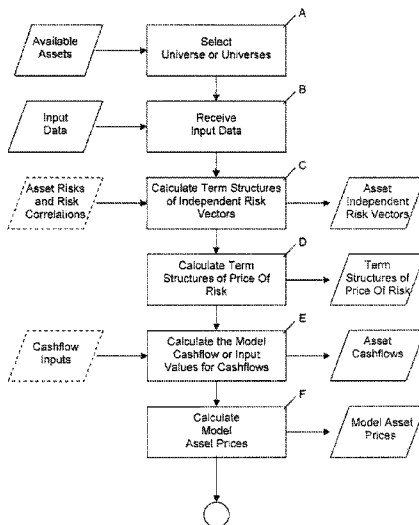 A
Available
Assets
Select
Universe or Universes
B
Input
Data
Receive
Input Data
C
Asset Risks
and Risk
Correlations
Calculate Term Structures
of Independent Risk
Vectors
Asset
Independent
Risk Vectors
D
Calculate Term
Structures of Price Of
Risk
Term
Structures of
Price Of Risk
E
Cashflow
Inputs
Calculate the Model
Cashflow or Input
Values for Cashflows
Asset
Cashflows
F
Calculate
Model
Asset Prices
Model Asset
Prices